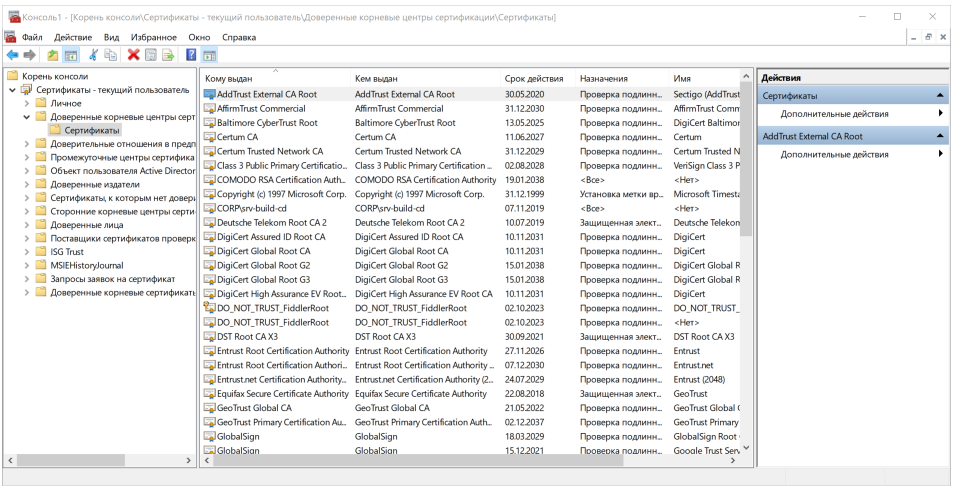 Консоль1 - [Корень консоли\Сертификаты - текущий пользователь\Доверенные корневые центры сертификации\Сертификаты]
Файл Действие Вид Избранное Окно Справка
Корень консоли
Сертификаты - текущий пользователь
Личное
Доверенные корневые центры серт
Сертификаты
Доверительные отношения в предп
Промежуточные центры сертифика
Объект пользователя Active Director
Доверенные издатели
Сертификаты, к которым нет довери
Сторонние корневые центры серти
Доверенные лица
Поставщики сертификатов проверк
ISG Trust
MSIEHistoryJournal
Запросы заявок на сертификат
Доверенные корневые сертификаты
Кому выдан Кем выдан Срок действия Назначения Имя
AddTrust External CA Root AddTrust External CA Root 30.05.2020 Проверка подлинн... Sectigo (AddTrust
AffirmTrust Commercial AffirmTrust Commercial 31.12.2030 Проверка подлинн... AffirmTrust Comm
Baltimore CyberTrust Root Baltimore CyberTrust Root 13.05.2025 Проверка подлинн... DigiCert Baltimor
Certum CA Certum CA 11.06.2027 Проверка подлинн... Certum
Certum Trusted Network CA Certum Trusted Network CA 31.12.2029 Проверка подлинн... Certum Trusted N
Class 3 Public Primary Certificatio... Class 3 Public Primary Certification ... 02.08.2028 Проверка подлинн... VeriSign Class 3 P
COMODO RSA Certification Auth... COMODO RSA Certification Authority 19.01.2038 <Все> <Нет>
Copyright (c) 1997 Microsoft Corp. Copyright (c) 1997 Microsoft Corp. 31.12.1999 Установка метки вр... Microsoft Timesta
CORP\srv-build-cd CORP\srv-build-cd 07.11.2019 <Все> <Нет>
Deutsche Telekom Root CA 2 Deutsche Telekom Root CA 2 10.07.2019 Защищенная элект... Deutsche Telekon
DigiCert Assured ID Root CA DigiCert Assured ID Root CA 10.11.2031 Проверка подлинн... DigiCert
DigiCert Global Root CA DigiCert Global Root CA 10.11.2031 Проверка подлинн... DigiCert
DigiCert Global Root G2 DigiCert Global Root G2 15.01.2038 Проверка подлинн... DigiCert Global R
DigiCert Global Root G3 DigiCert Global Root G3 15.01.2038 Проверка подлинн... DigiCert Global R
DigiCert High Assurance EV Root... DigiCert High Assurance EV Root CA 10.11.2031 Проверка подлинн... DigiCert
DO_NOT_TRUST_FiddlerRoot DO_NOT_TRUST_FiddlerRoot 02.10.2023 Проверка подлинн... DO_NOT_TRUST_
DO_NOT_TRUST_FiddlerRoot DO_NOT_TRUST_FiddlerRoot 02.10.2023 Проверка подлинн... <Нет>
DST Root CA X3 DST Root CA X3 30.09.2021 Защищенная элект... DST Root CA X3
Entrust Root Certification Authority Entrust Root Certification Authority 27.11.2026 Проверка подлинн... Entrust
Entrust Root Certification Authori... Entrust Root Certification Authority ... 07.12.2030 Проверка подлинн... Entrust.net
Entrust.net Certification Authority... Entrust.net Certification Authority (2... 24.07.2029 Проверка подлинн... Entrust (2048)
Equifax Secure Certificate Authority Equifax Secure Certificate Authority 22.08.2018 Защищенная элект... GeoTrust
GeoTrust Global CA GeoTrust Global CA 21.05.2022 Проверка подлинн... GeoTrust Global (
GeoTrust Primary Certification Au... GeoTrust Primary Certification Auth... 02.12.2037 Проверка подлинн... GeoTrust Primary
GlobalSign GlobalSign 18.03.2029 Проверка подлинн... GlobalSign Root
GlobalSign GlobalSign 15.12.2021 Проверка подлинн... Google Trust Serv
Действия
Сертификаты
Дополнительные действия
AddTrust External CA Root
Дополнительные действия